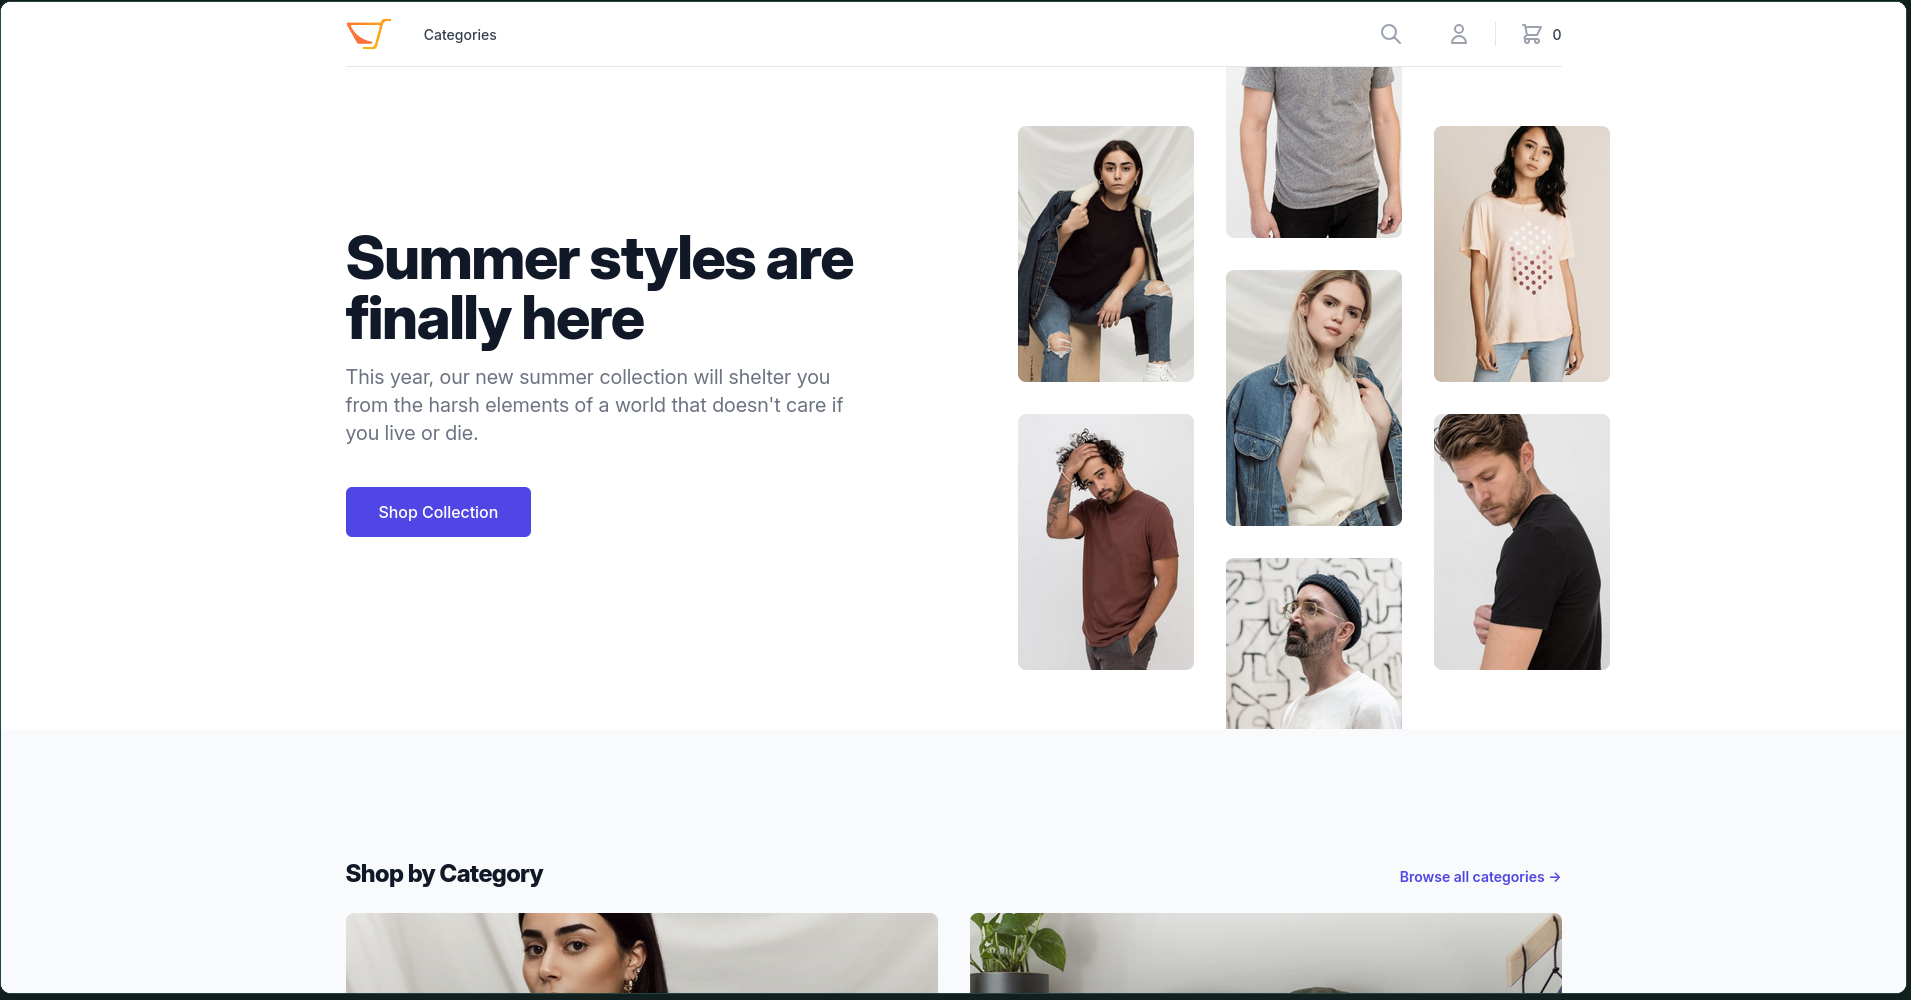 Categories
0
Summer styles are
finally here
This year, our new summer collection will shelter you
from the harsh elements of a world that doesn't care if
you live or die.
Shop Collection
Shop by Category
Browse all categories →